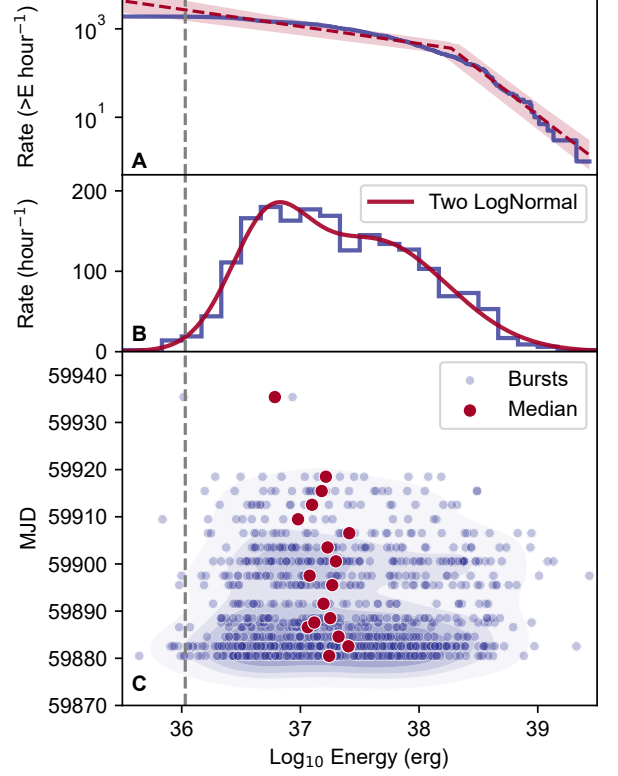 Rate (>E hour⁻¹)
10³
10¹
A
Rate (hour⁻¹)
200
100
0
Two LogNormal
B
MJD
59940
59930
59920
59910
59900
59890
59880
59870
Bursts
Median
C
36 37 38 39
Log₁₀ Energy (erg)